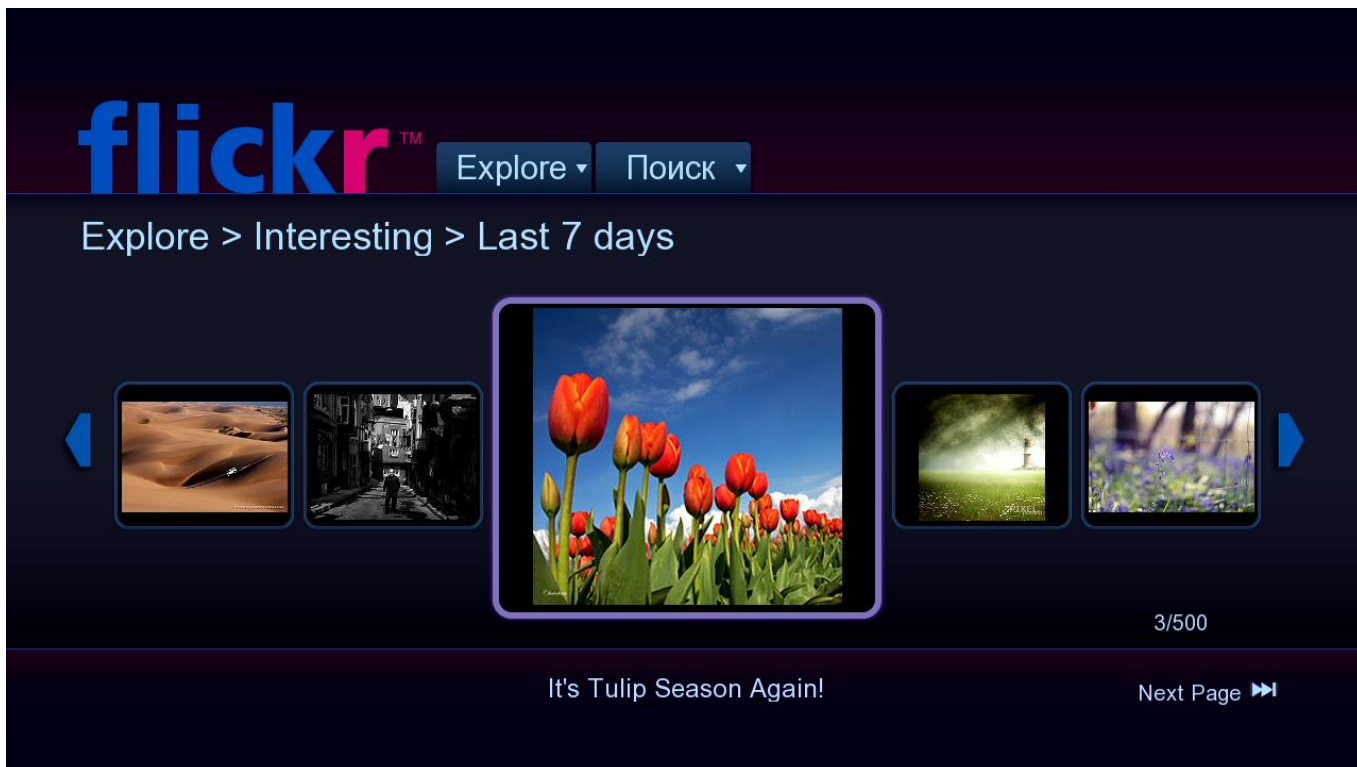 flickr™
Explore Поиск
Explore > Interesting > Last 7 days
3/500
It's Tulip Season Again!
Next Page